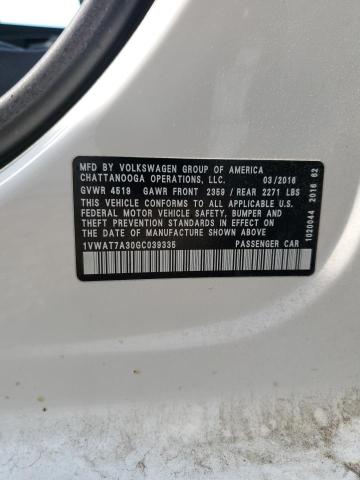 MFD BY VOLKSWAGEN GROUP OF AMERICA
CHATTANOOGA OPERATIONS, LLC. 03/2016
GVWR 4519 GAWR FRONT 2359 / REAR 2271 LBS
THIS VEHICLE CONFORMS TO ALL APPLICABLE U.S.
FEDERAL MOTOR VEHICLE SAFETY, BUMPER AND
THEFT PREVENTION STANDARDS IN EFFECT ON THE
DATE OF MANUFACTURE SHOWN ABOVE
1VWAT7A30GC039335 PASSENGER CAR
1020044 2016 62